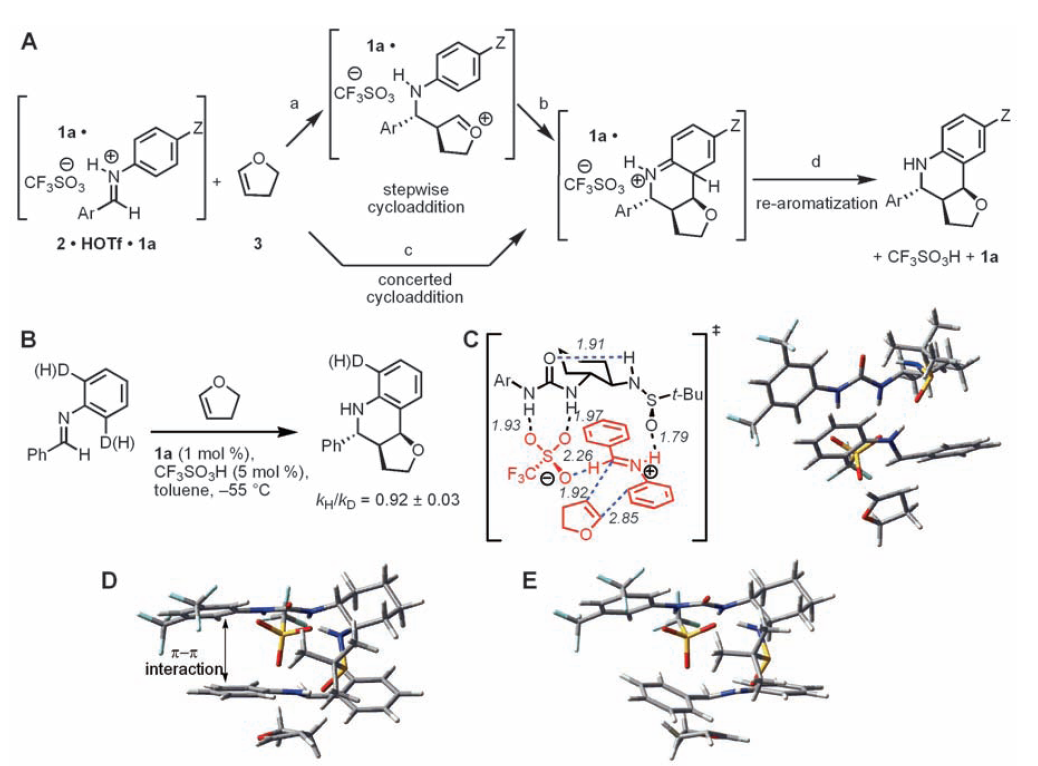 A
1a •
⊖
CF₃SO₃
H
N
Z
Ar
O
⊕
a
b
stepwise
cycloaddition
1a •
⊖
CF₃SO₃
H
⊕
N
Z
Ar
H
2 • HOTf • 1a
+
O
3
c
concerted
cycloaddition
1a •
⊖
CF₃SO₃
H
N
⊕
Z
H
Ar
O
d
re-aromatization
Z
HN
Ar
O
+ CF₃SO₃H + 1a
B
(H)D
N
D(H)
Ph
H
O
1a (1 mol %),
CF₃SO₃H (5 mol %),
toluene, –55 °C
(H)D
HN
Ph
O
kH/kD = 0.92 ± 0.03
C
‡
1.91
O
H
Ar
N
N
N
H
H
S
t-Bu
O
1.93
1.97
1.79
O
O
S
2.26
H
N
H
⊕
F₃C
⊖
O
1.92
2.85
O
D
π–π
interaction
E